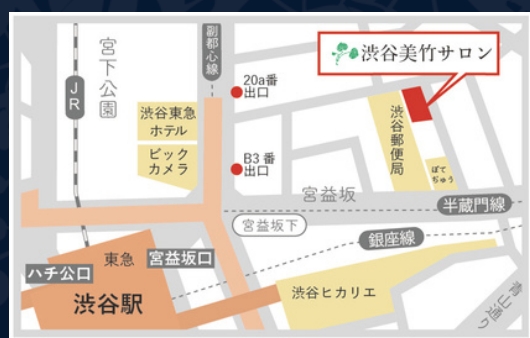 宮下公園
JR
副都心線
20a番
出口
渋谷美竹サロン
渋谷東急
ホテル
ビック
カメラ
B3番
出口
渋谷郵便局
ぼて
ぢゅう
宮益坂
半蔵門線
宮益坂下
銀座線
東急
宮益坂口
ハチ公口
渋谷駅
渋谷ヒカリエ
青山通り